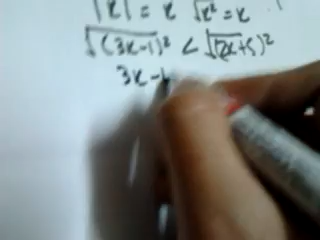 |x| = x √x² = x
√(3x-1)² < √(2x+5)²
3x-1